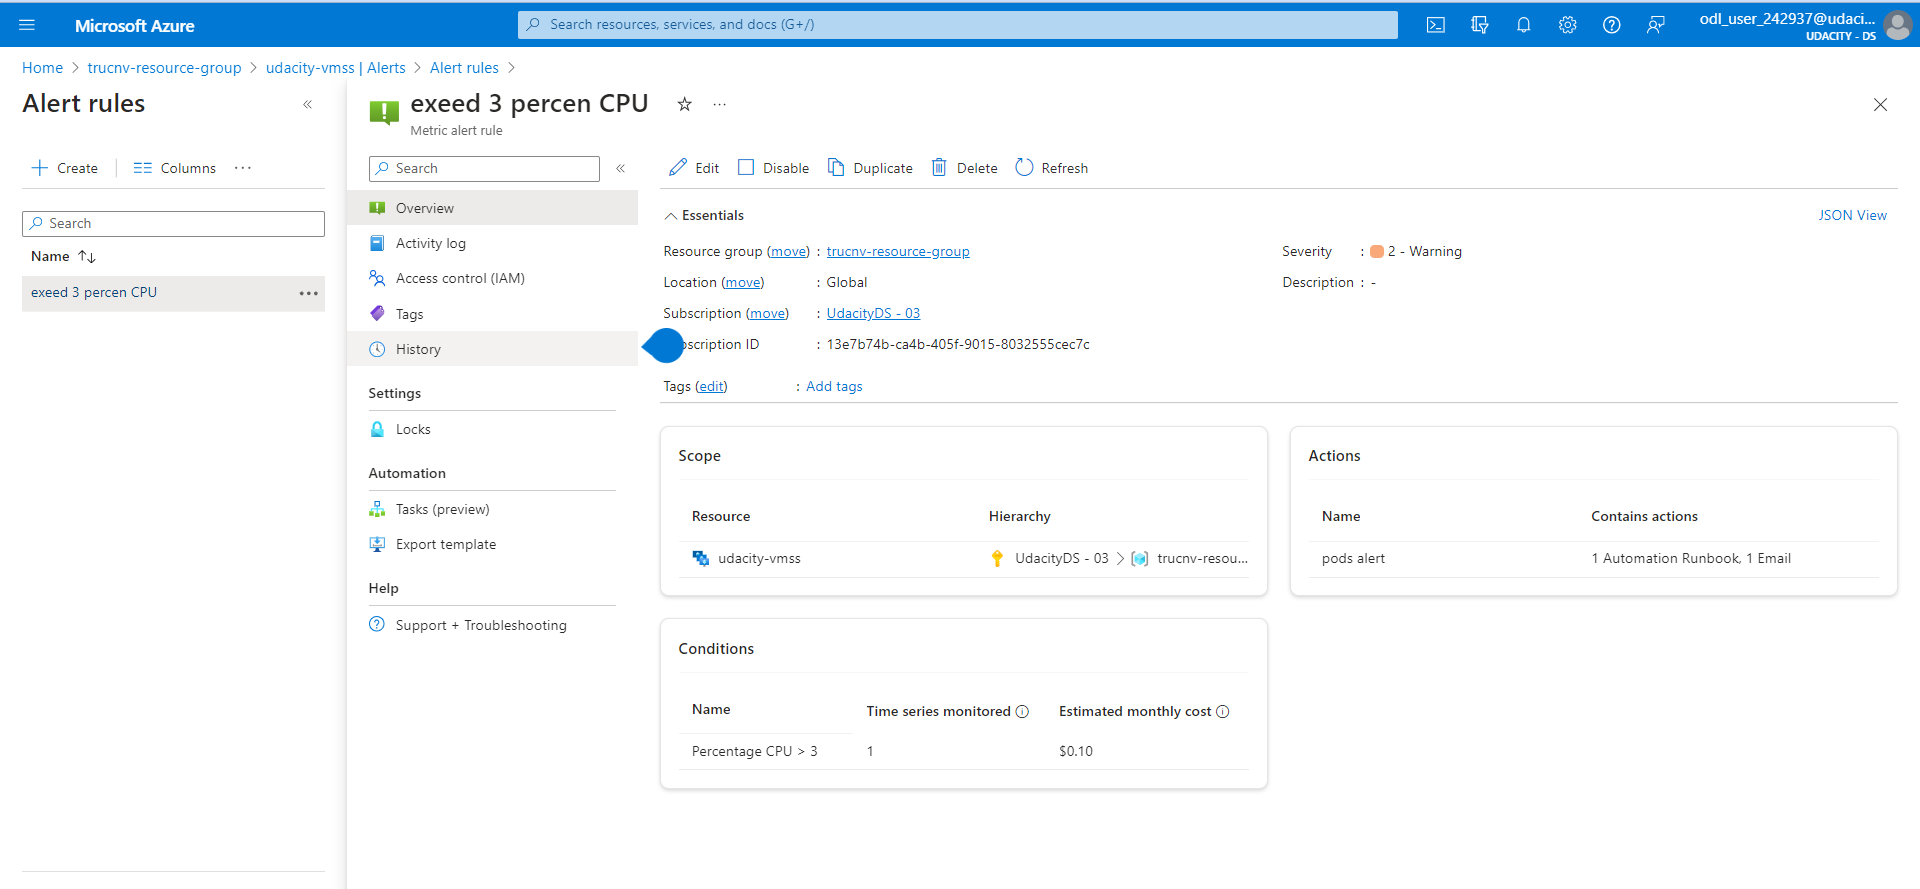 Microsoft Azure
Search resources, services, and docs (G+/)
odl_user_242937@udaci...
UDACITY - DS
Home > trucnv-resource-group > udacity-vmss | Alerts > Alert rules >
Alert rules
Create
Columns
Search
Name
exeed 3 percen CPU
exeed 3 percen CPU
Metric alert rule
Search
Overview
Activity log
Access control (IAM)
Tags
History
Settings
Locks
Automation
Tasks (preview)
Export template
Help
Support + Troubleshooting
Edit
Disable
Duplicate
Delete
Refresh
Essentials
JSON View
Resource group (move) : trucnv-resource-group
Location (move) : Global
Subscription (move) : UdacityDS - 03
scription ID : 13e7b74b-ca4b-405f-9015-8032555cec7c
Tags (edit) : Add tags
Severity : 2 - Warning
Description : -
Scope
Resource Hierarchy
udacity-vmss UdacityDS - 03 > trucnv-resou...
Actions
Name Contains actions
pods alert 1 Automation Runbook, 1 Email
Conditions
Name Time series monitored Estimated monthly cost
Percentage CPU > 3 1 $0.10